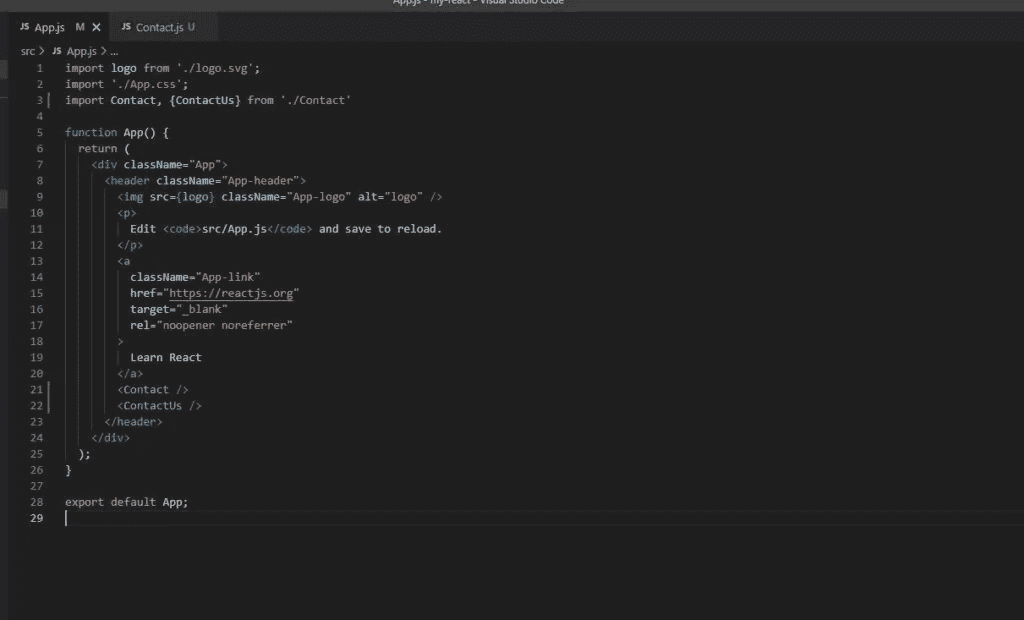 App.js - my-react - Visual Studio Code
JS App.js M × JS Contact.js U
src > JS App.js > ...
1 import logo from './logo.svg';
2 import './App.css';
3 import Contact, {ContactUs} from './Contact'
4
5 function App() {
6 return (
7 <div className="App">
8 <header className="App-header">
9 <img src={logo} className="App-logo" alt="logo" />
10 <p>
11 Edit <code>src/App.js</code> and save to reload.
12 </p>
13 <a
14 className="App-link"
15 href="https://reactjs.org"
16 target="_blank"
17 rel="noopener noreferrer"
18 >
19 Learn React
20 </a>
21 <Contact />
22 <ContactUs />
23 </header>
24 </div>
25 );
26 }
27
28 export default App;
29